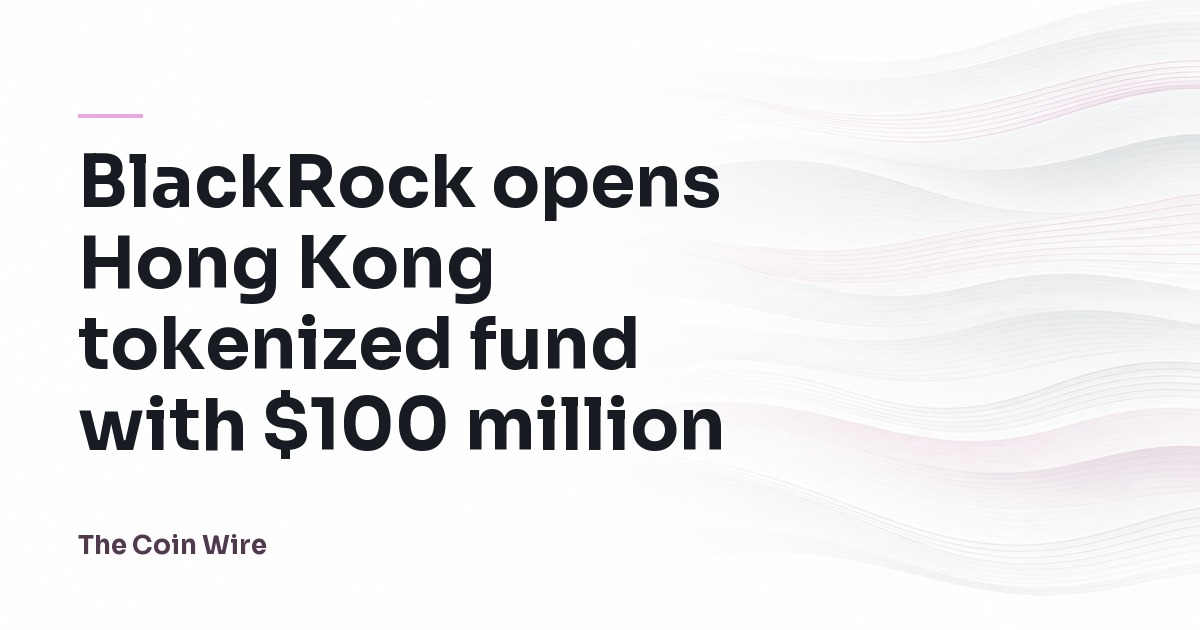 BlackRock opens
Hong Kong
tokenized fund
with $100 million
The Coin Wire